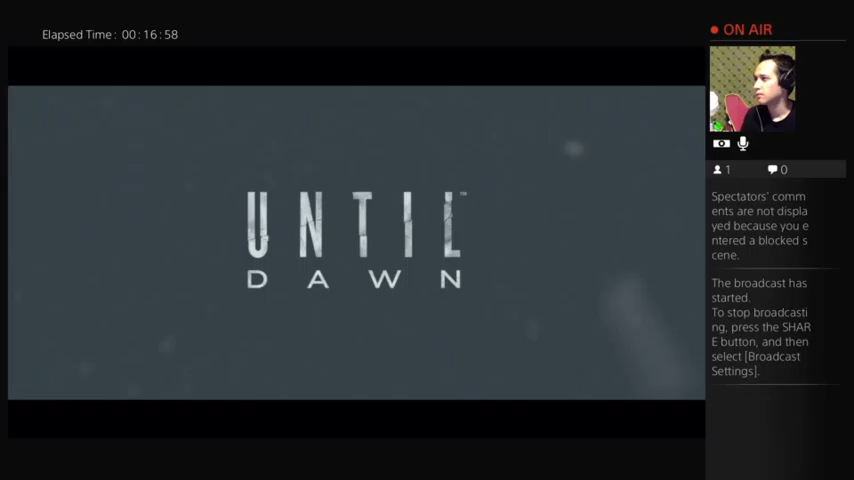 Elapsed Time: 00:16:58
ON AIR
UNTIL™
DAWN
1 0
Spectators' comm
ents are not displa
yed because you e
ntered a blocked s
cene.
The broadcast has
started.
To stop broadcasti
ng, press the SHAR
E button, and then
select [Broadcast
Settings].